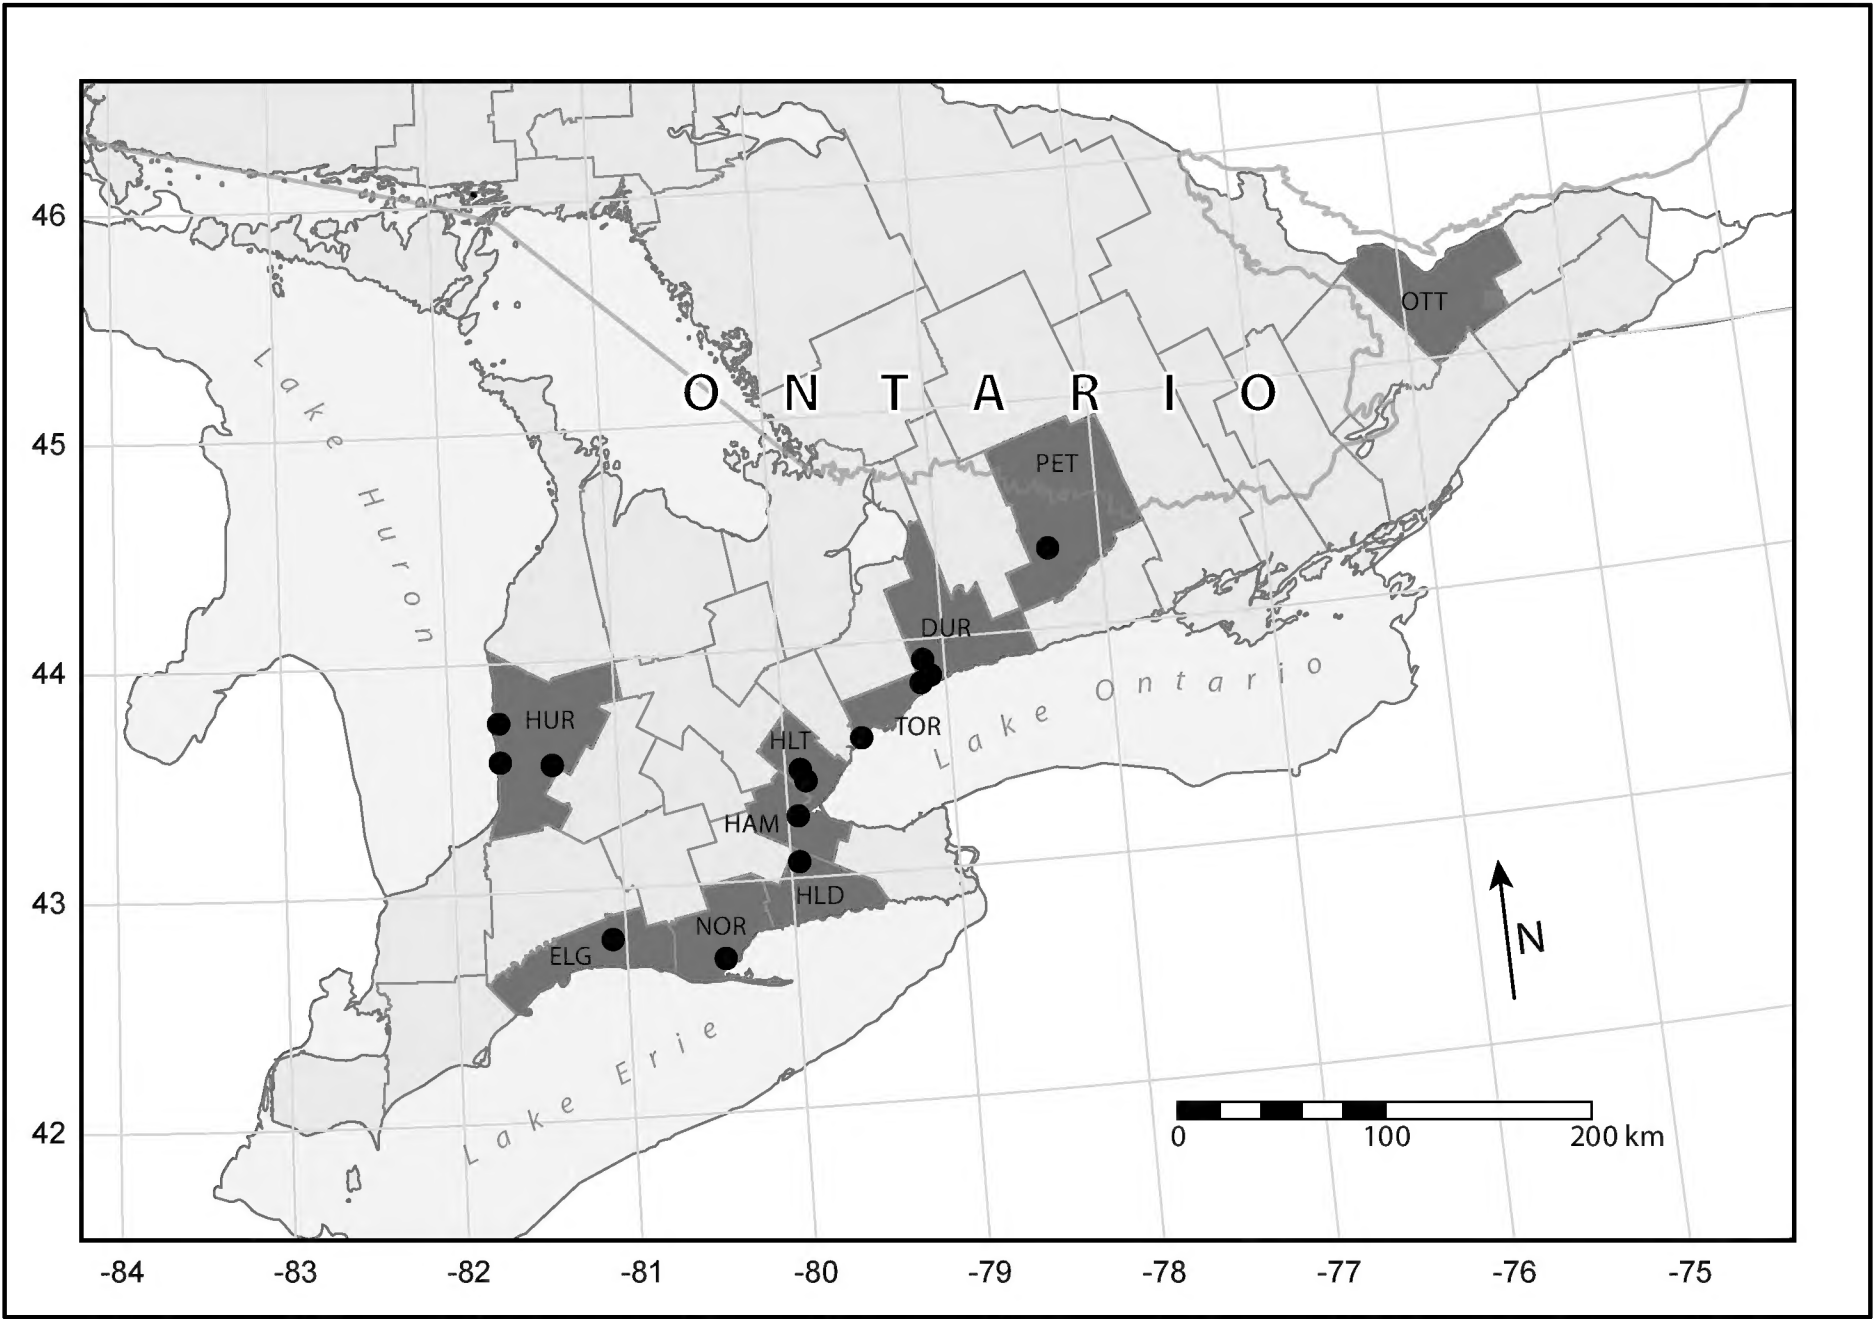 46
45
44
43
42
-84
-83
-82
-81
-80
-79
-78
-77
-76
-75
ONTARIO
Lake Huron
Lake Ontario
Lake Erie
OTT
PET
DUR
TOR
HUR
HLT
HAM
HLD
NOR
ELG
N
0 100 200 km